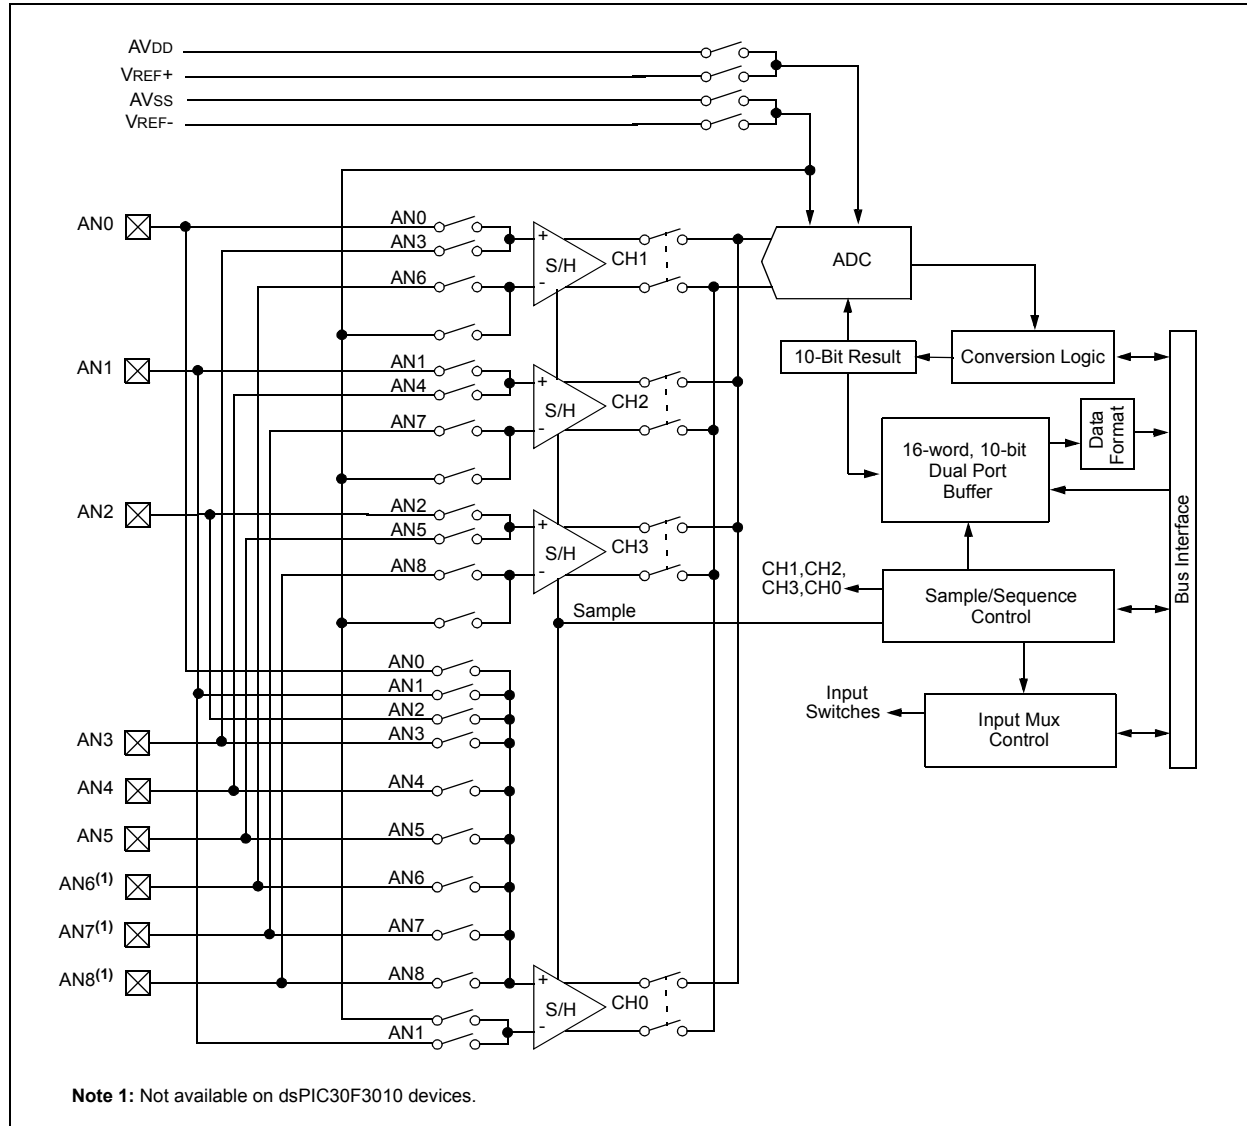 AVDD
VREF+
AVSS
VREF-
AN0
AN0
AN3
AN6
+
-
S/H
CH1
ADC
10-Bit Result
Conversion Logic
AN1
AN1
AN4
AN7
+
-
S/H
CH2
16-word, 10-bit
Dual Port
Buffer
Data
Format
Bus Interface
AN2
AN2
AN5
AN8
+
-
S/H
CH3
CH1,CH2,
CH3,CH0
Sample/Sequence
Control
Sample
AN0
AN1
AN2
AN3
AN3
Input
Switches
Input Mux
Control
AN4
AN4
AN5
AN5
AN6(1)
AN6
AN7(1)
AN7
AN8(1)
AN8
AN1
+
-
S/H
CH0
Note 1: Not available on dsPIC30F3010 devices.